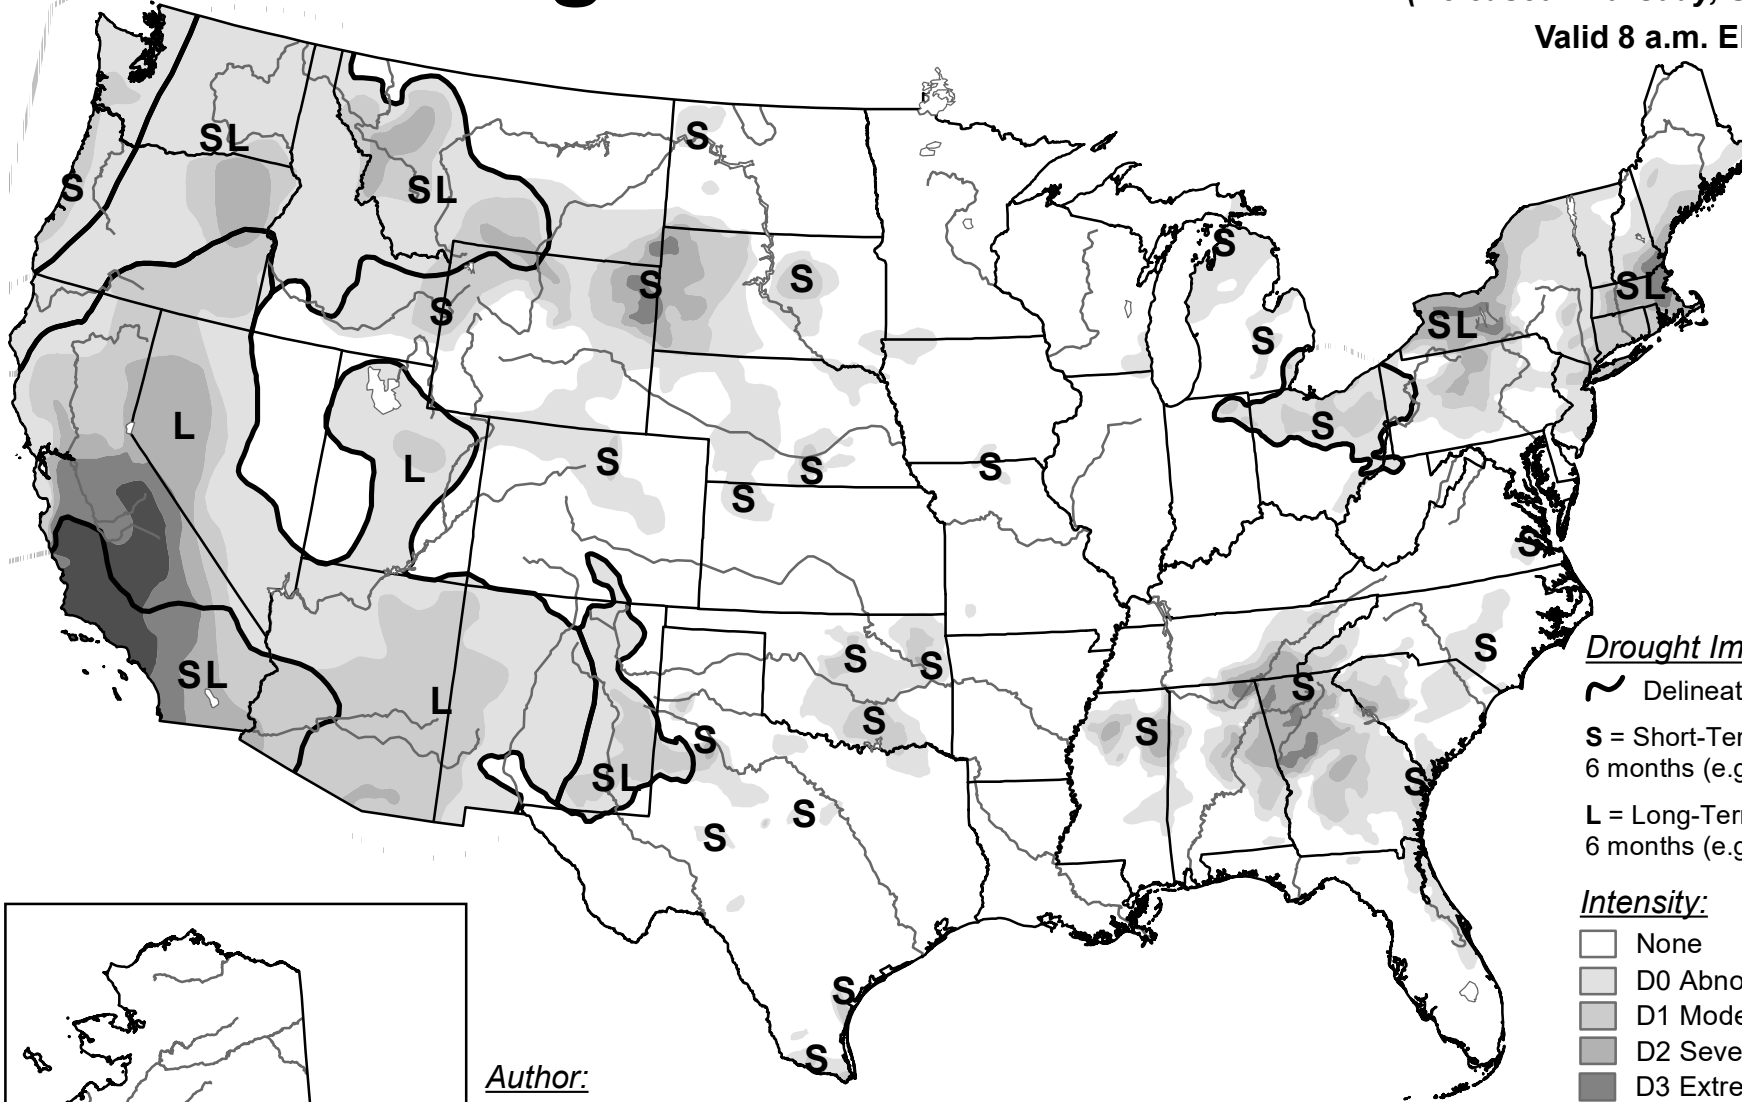 Valid 8 a.m. E
S
SL
S
SL
S
S
S
S
S
SL
SL
S
S
L
L
S
S
S
S
S
S
SL
L
S
S
S
S
SL
S
S
S
S
S
S
S
S
Drought Im
Delineat
S = Short-Ter
6 months (e.g
L = Long-Ter
6 months (e.g
Intensity:
None
D0 Abno
D1 Mode
D2 Seve
D3 Extre
Author: